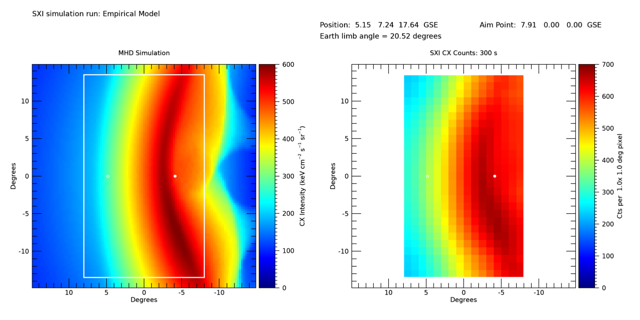 SXI simulation run: Empirical Model
Position: 5.15 7.24 17.64 GSE Aim Point: 7.91 0.00 0.00 GSE
Earth limb angle = 20.52 degrees
MHD Simulation
SXI CX Counts: 300 s
Degrees
10
5
0
-5
-10
10 5 0 -5 -10
Degrees
600
500
400
300
200
100
0
CX Intensity (keV cm⁻² s⁻¹ sr⁻¹)
Degrees
10
5
0
-5
-10
10 5 0 -5 -10
Degrees
700
600
500
400
300
200
100
0
Cts per 1.0x 1.0 deg pixel